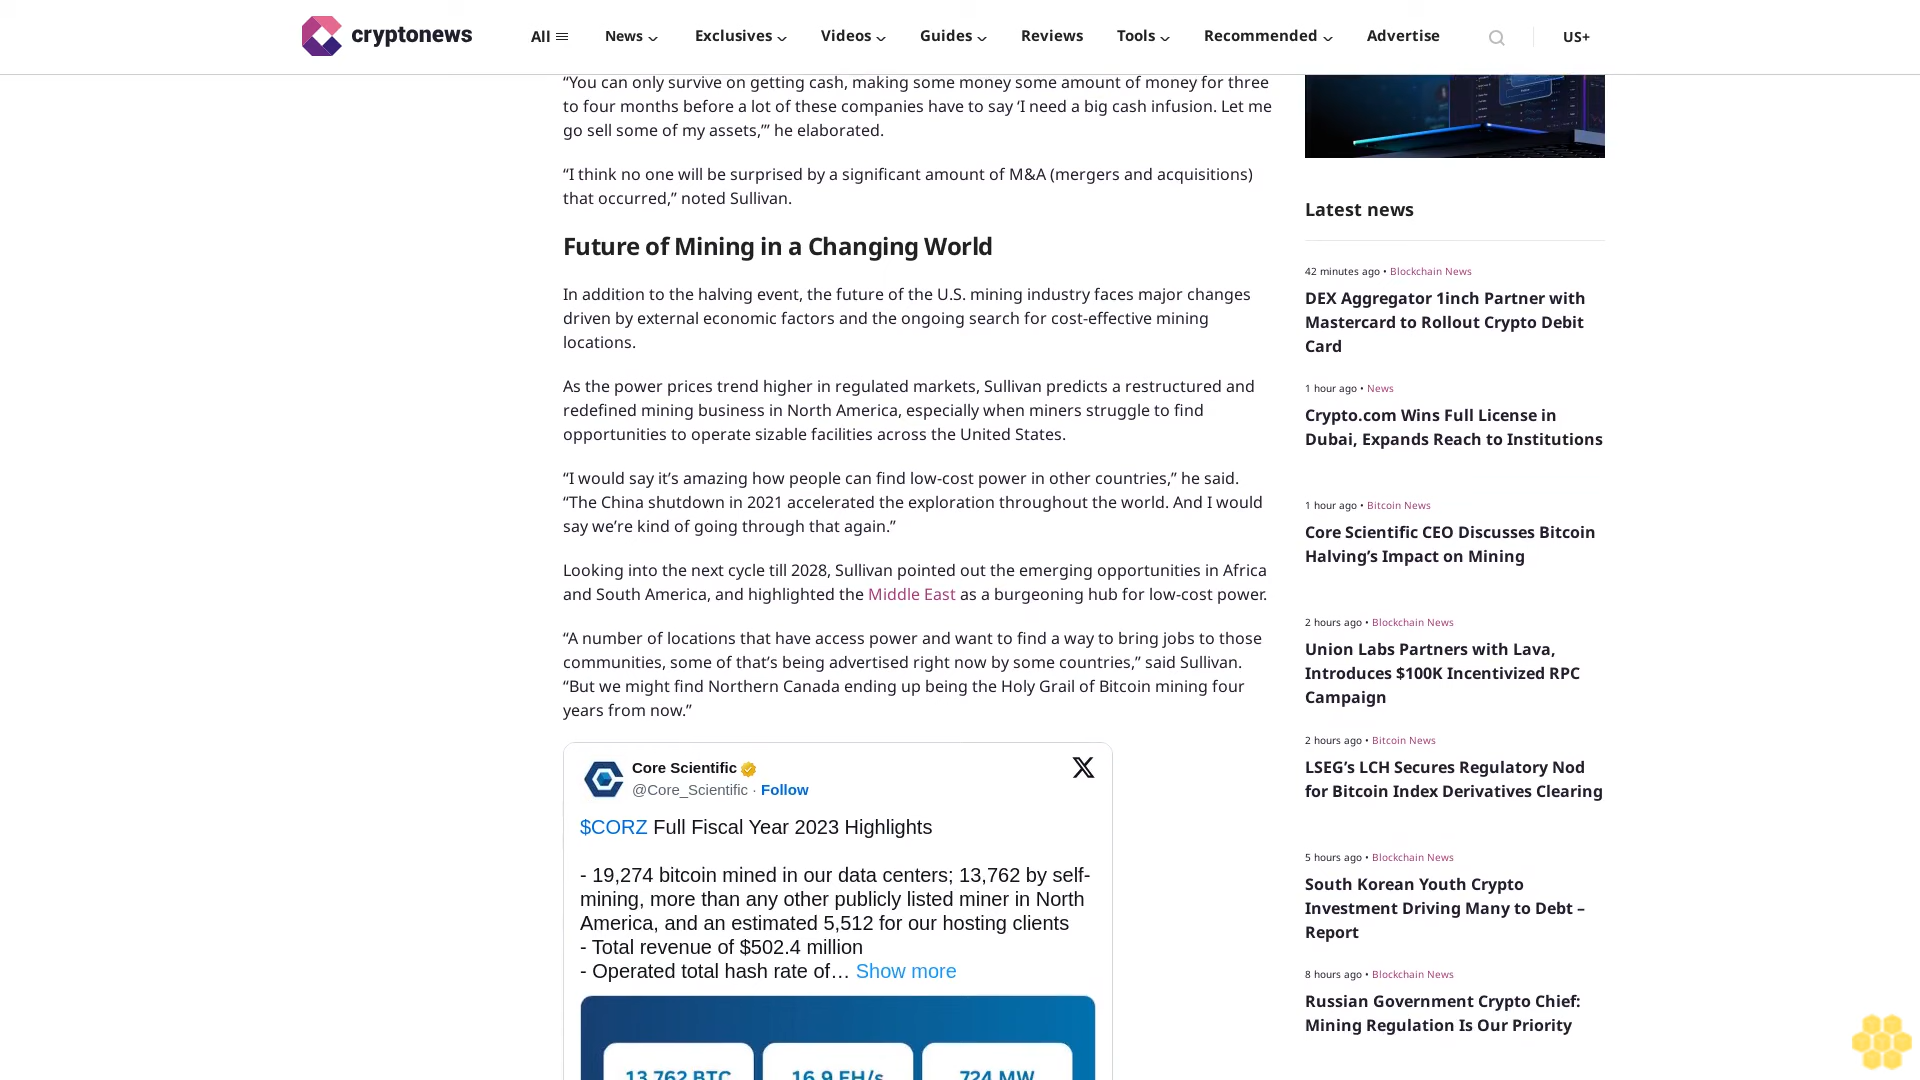 cryptonews
All
News
Exclusives
Videos
Guides
Reviews
Tools
Recommended
Advertise
US+
“You can only survive on getting cash, making some money some amount of money for three
to four months before a lot of these companies have to say ‘I need a big cash infusion. Let me
go sell some of my assets,’” he elaborated.
“I think no one will be surprised by a significant amount of M&A (mergers and acquisitions)
that occurred,” noted Sullivan.
Future of Mining in a Changing World
In addition to the halving event, the future of the U.S. mining industry faces major changes
driven by external economic factors and the ongoing search for cost-effective mining
locations.
As the power prices trend higher in regulated markets, Sullivan predicts a restructured and
redefined mining business in North America, especially when miners struggle to find
opportunities to operate sizable facilities across the United States.
“I would say it’s amazing how people can find low-cost power in other countries,” he said.
“The China shutdown in 2021 accelerated the exploration throughout the world. And I would
say we’re kind of going through that again.”
Looking into the next cycle till 2028, Sullivan pointed out the emerging opportunities in Africa
and South America, and highlighted the Middle East as a burgeoning hub for low-cost power.
“A number of locations that have access power and want to find a way to bring jobs to those
communities, some of that’s being advertised right now by some countries,” said Sullivan.
“But we might find Northern Canada ending up being the Holy Grail of Bitcoin mining four
years from now.”
Core Scientific
@Core_Scientific · Follow
$CORZ Full Fiscal Year 2023 Highlights
- 19,274 bitcoin mined in our data centers; 13,762 by self-
mining, more than any other publicly listed miner in North
America, and an estimated 5,512 for our hosting clients
- Total revenue of $502.4 million
- Operated total hash rate of… Show more
13,762 BTC
16.9 EH/s
724 MW
Latest news
42 minutes ago • Blockchain News
DEX Aggregator 1inch Partner with
Mastercard to Rollout Crypto Debit
Card
1 hour ago • News
Crypto.com Wins Full License in
Dubai, Expands Reach to Institutions
1 hour ago • Bitcoin News
Core Scientific CEO Discusses Bitcoin
Halving’s Impact on Mining
2 hours ago • Blockchain News
Union Labs Partners with Lava,
Introduces $100K Incentivized RPC
Campaign
2 hours ago • Bitcoin News
LSEG’s LCH Secures Regulatory Nod
for Bitcoin Index Derivatives Clearing
5 hours ago • Blockchain News
South Korean Youth Crypto
Investment Driving Many to Debt –
Report
8 hours ago • Blockchain News
Russian Government Crypto Chief:
Mining Regulation Is Our Priority